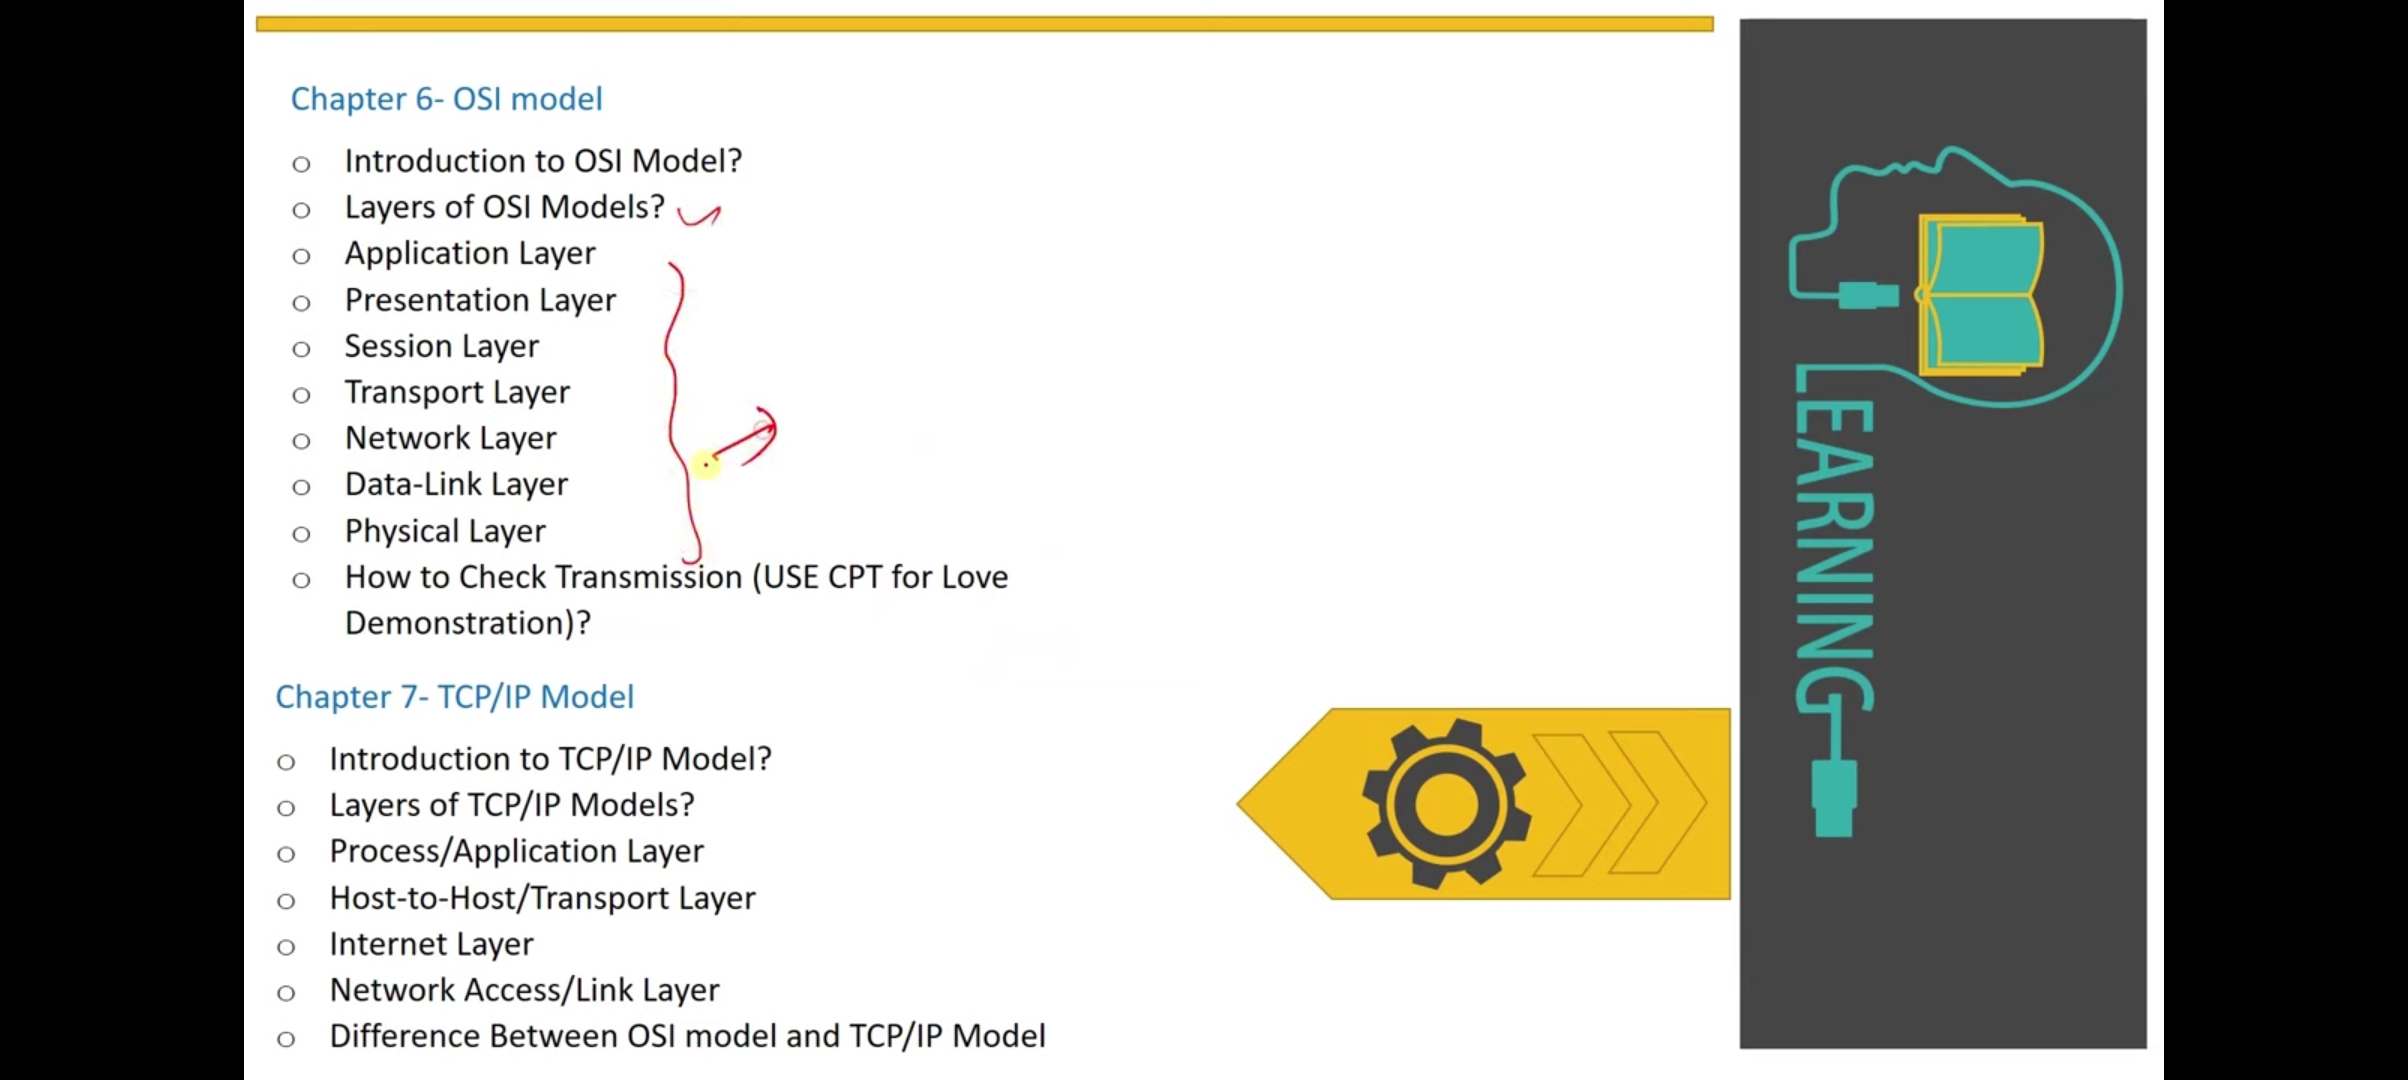 Chapter 6- OSI model
o Introduction to OSI Model?
o Layers of OSI Models?
o Application Layer
o Presentation Layer
o Session Layer
o Transport Layer
o Network Layer
o Data-Link Layer
o Physical Layer
o How to Check Transmission (USE CPT for Love
Demonstration)?
Chapter 7- TCP/IP Model
o Introduction to TCP/IP Model?
o Layers of TCP/IP Models?
o Process/Application Layer
o Host-to-Host/Transport Layer
o Internet Layer
o Network Access/Link Layer
o Difference Between OSI model and TCP/IP Model
LEARNING